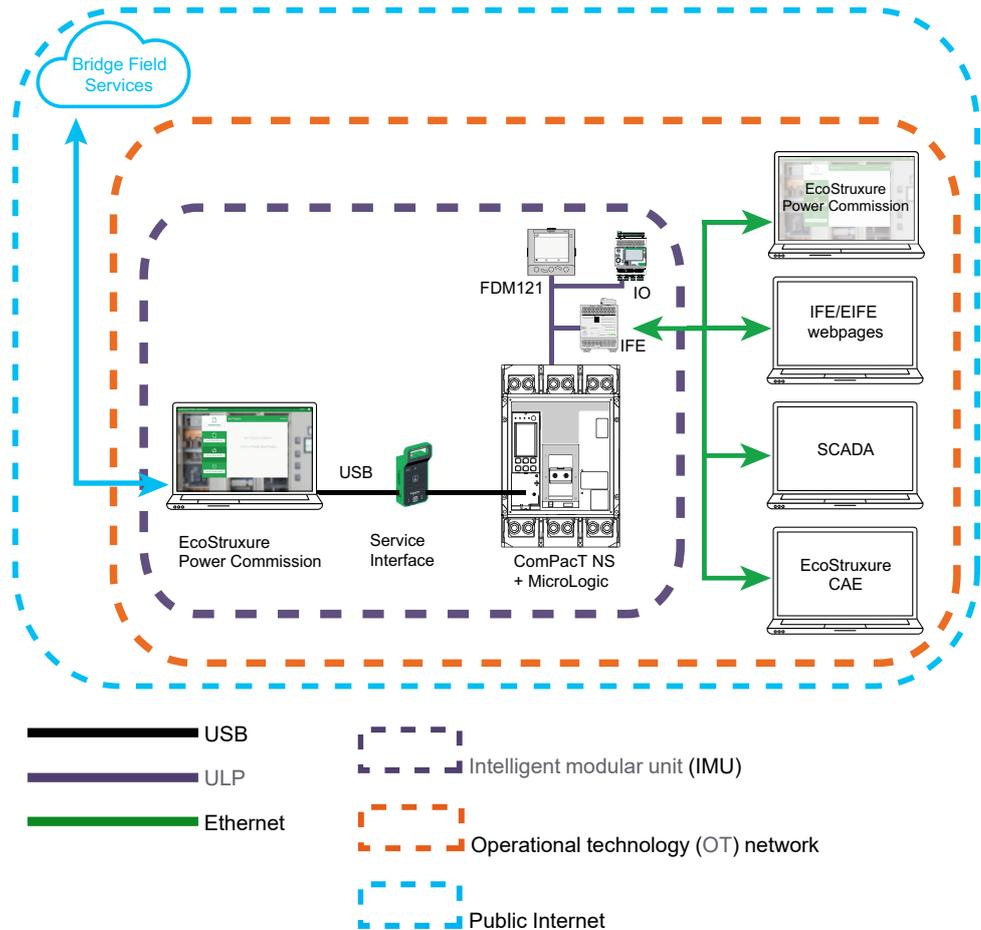 Bridge Field
Services
EcoStruxure
Power Commission
FDM121
IO
IFE
IFE/EIFE
webpages
SCADA
USB
EcoStruxure
Power Commission
Service
Interface
ComPacT NS
+ MicroLogic
EcoStruxure
CAE
USB
ULP
Ethernet
Intelligent modular unit (IMU)
Operational technology (OT) network
Public Internet